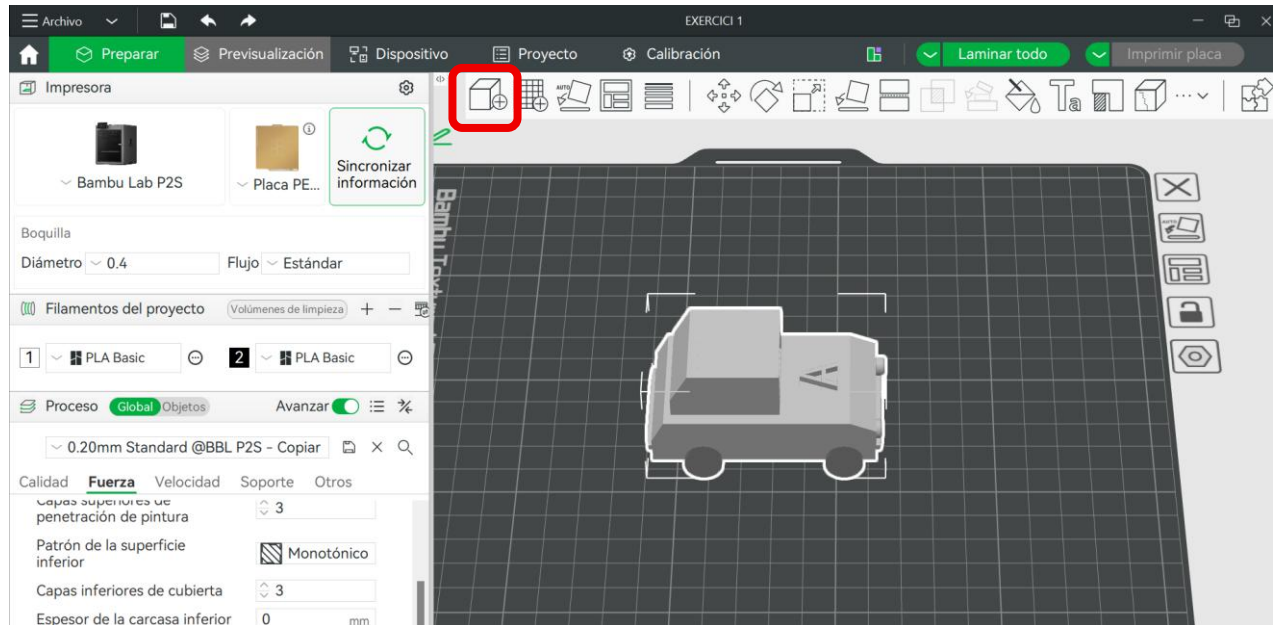 Archivo
EXERCICI 1
Preparar Previsualización Dispositivo Proyecto Calibración Laminar todo Imprimir placa
Impresora
Bambu Lab P2S
Placa PE...
Sincronizar
información
Boquilla
Diámetro 0.4 Flujo Estándar
Filamentos del proyecto Volúmenes de limpieza
1 PLA Basic 2 PLA Basic
Proceso Global Objetos Avanzar
0.20mm Standard @BBL P2S - Copiar
Calidad Fuerza Velocidad Soporte Otros
Capas superiores de
penetración de pintura 3
Patrón de la superficie
inferior Monotónico
Capas inferiores de cubierta 3
Espesor de la carcasa inferior 0 mm
AUTO
Ta
Bambu
A
AUTO